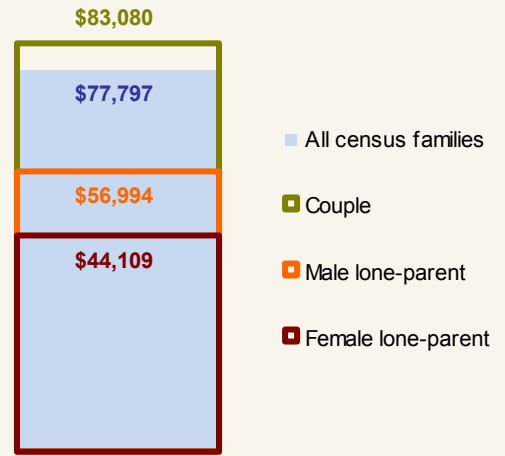 $83,080
$77,797
$56,994
$44,109
All census families
Couple
Male lone-parent
Female lone-parent